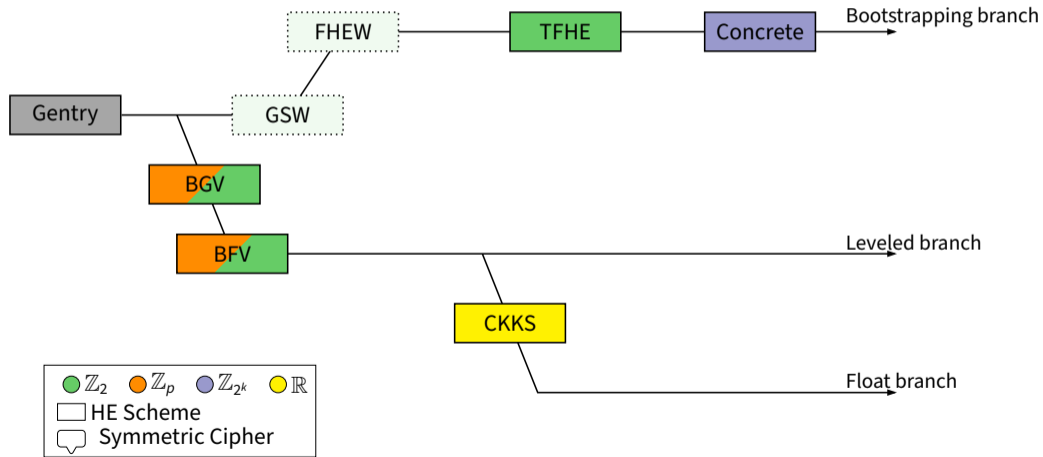 Bootstrapping branch
FHEW
TFHE
Concrete
Gentry
GSW
BGV
BFV
Leveled branch
CKKS
Float branch
ℤ₂ ℤₚ ℤ₂ᵏ ℝ
HE Scheme
Symmetric Cipher